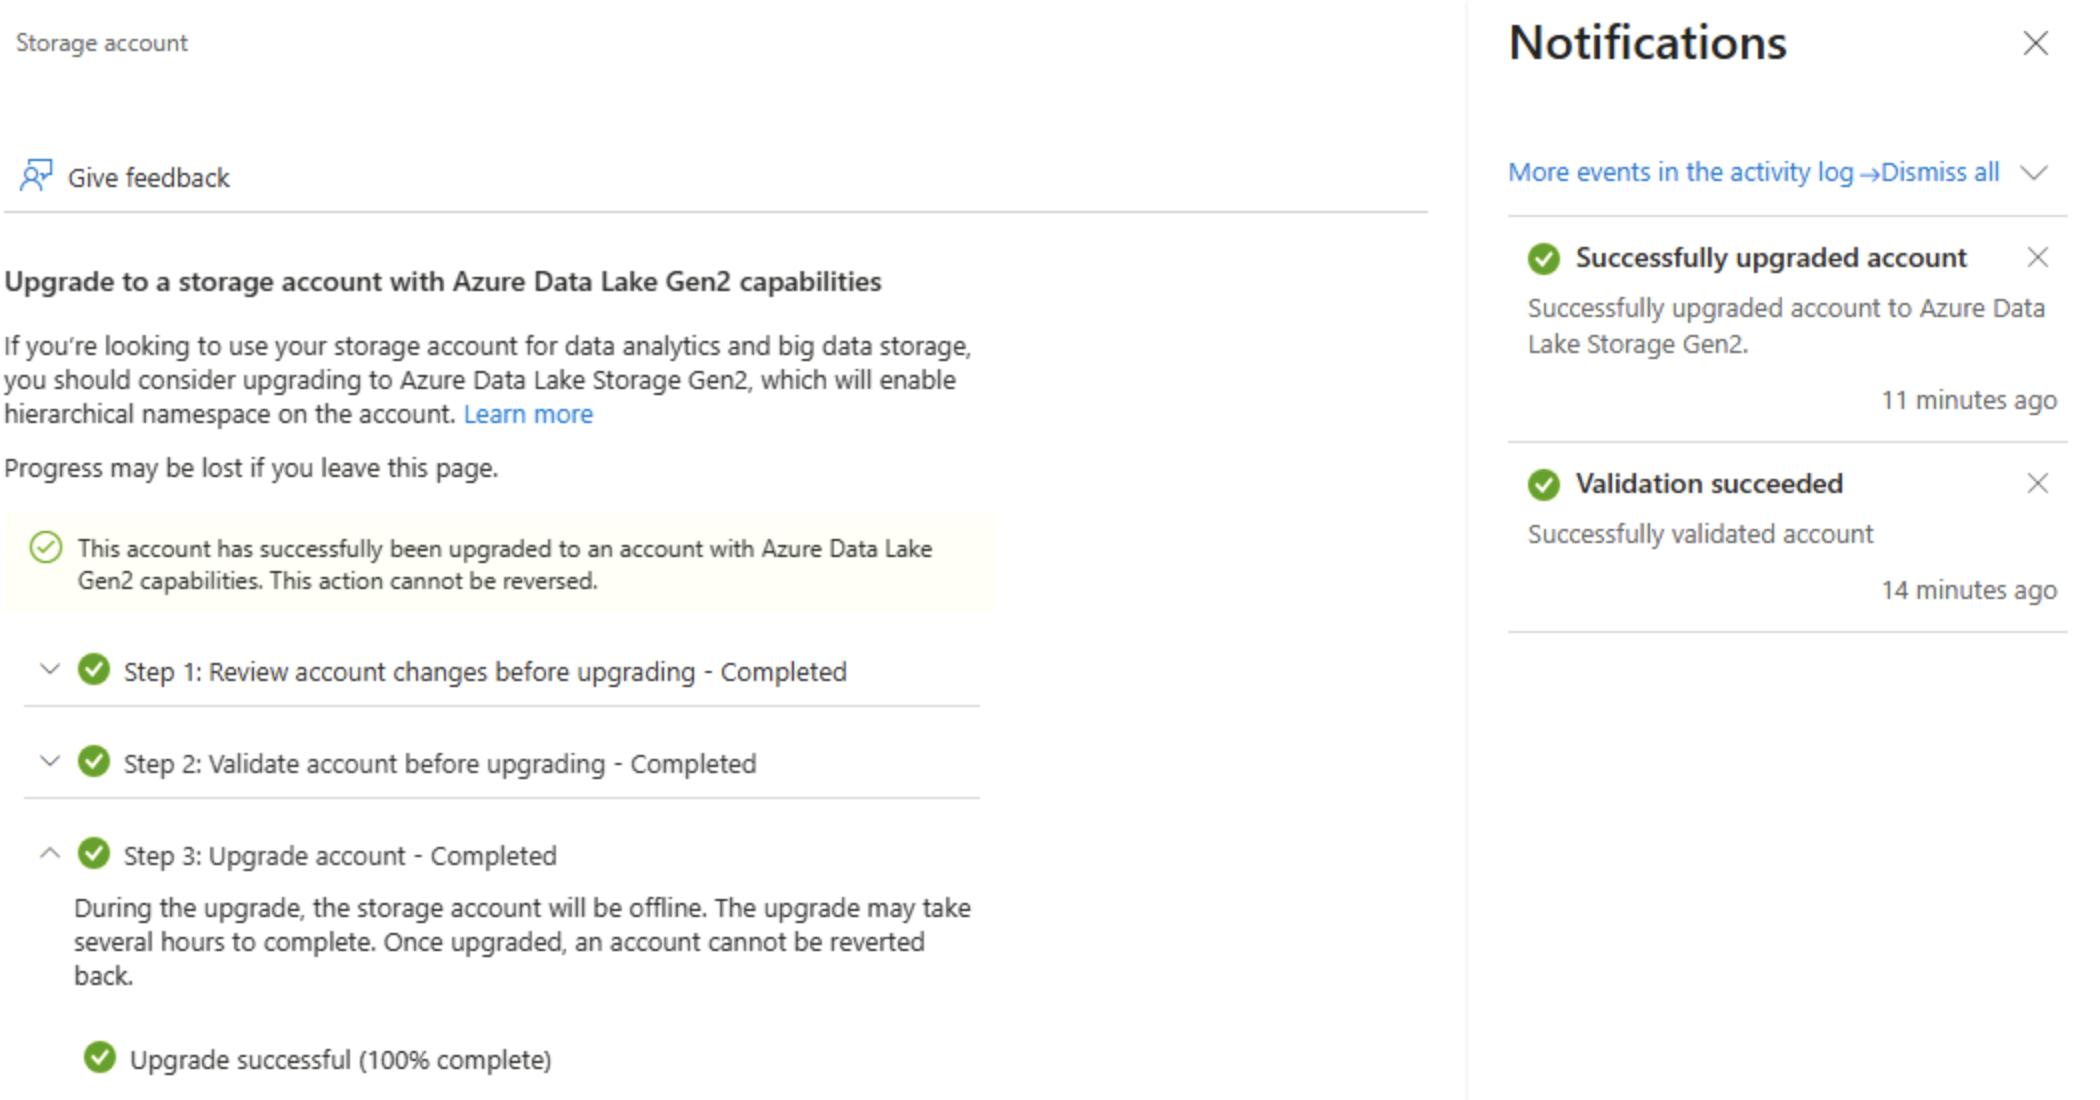 Storage account
Give feedback
Upgrade to a storage account with Azure Data Lake Gen2 capabilities
If you’re looking to use your storage account for data analytics and big data storage,
you should consider upgrading to Azure Data Lake Storage Gen2, which will enable
hierarchical namespace on the account. Learn more
Progress may be lost if you leave this page.
This account has successfully been upgraded to an account with Azure Data Lake
Gen2 capabilities. This action cannot be reversed.
Step 1: Review account changes before upgrading - Completed
Step 2: Validate account before upgrading - Completed
Step 3: Upgrade account - Completed
During the upgrade, the storage account will be offline. The upgrade may take
several hours to complete. Once upgraded, an account cannot be reverted
back.
Upgrade successful (100% complete)
Notifications
More events in the activity log →Dismiss all
Successfully upgraded account
Successfully upgraded account to Azure Data
Lake Storage Gen2.
11 minutes ago
Validation succeeded
Successfully validated account
14 minutes ago